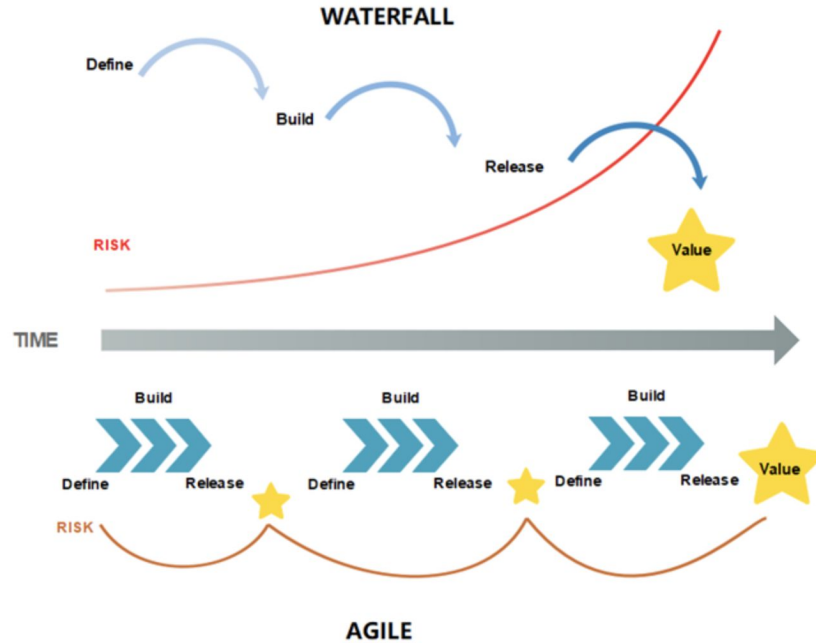 WATERFALL
Define
Build
Release
RISK
Value
TIME
Build
Build
Build
Define
Release
Define
Release
Define
Release
Value
RISK
AGILE